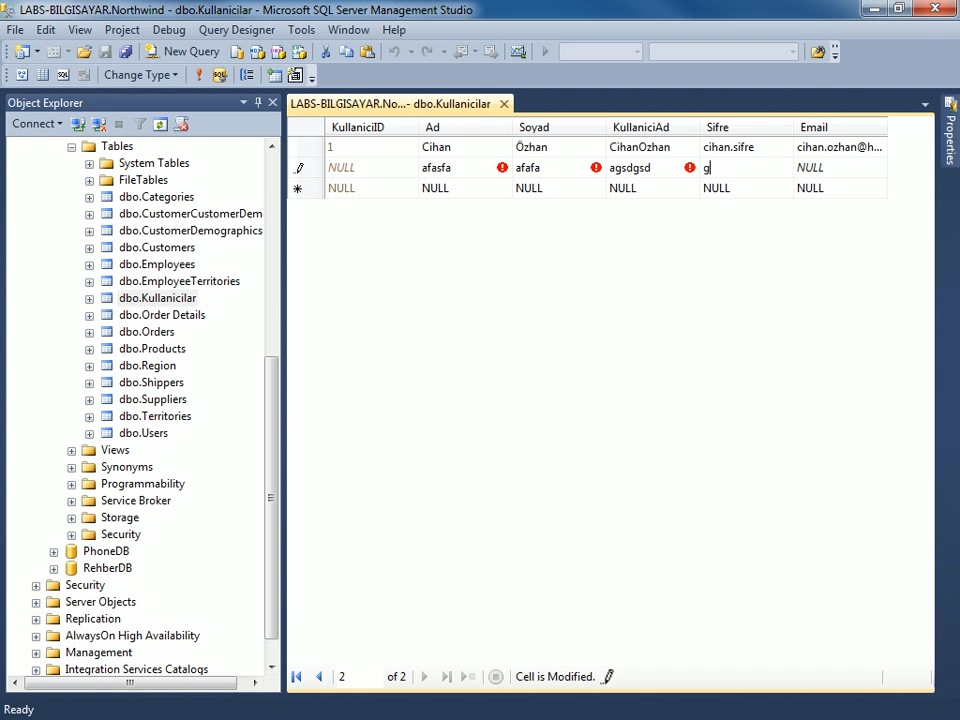 LABS-BILGISAYAR.Northwind - dbo.Kullanicilar - Microsoft SQL Server Management Studio
File Edit View Project Debug Query Designer Tools Window Help
New Query
Change Type
Object Explorer
Connect
Tables
System Tables
FileTables
dbo.Categories
dbo.CustomerCustomerDem
dbo.CustomerDemographics
dbo.Customers
dbo.Employees
dbo.EmployeeTerritories
dbo.Kullanicilar
dbo.Order Details
dbo.Orders
dbo.Products
dbo.Region
dbo.Shippers
dbo.Suppliers
dbo.Territories
dbo.Users
Views
Synonyms
Programmability
Service Broker
Storage
Security
PhoneDB
RehberDB
Security
Server Objects
Replication
AlwaysOn High Availability
Management
Integration Services Catalogs
LABS-BILGISAYAR.No...- dbo.Kullanicilar
KullaniciID Ad Soyad KullaniciAd Sifre Email
1 Cihan Özhan CihanOzhan cihan.sifre cihan.ozhan@h...
NULL afasfa afafa agsdgsd g NULL
NULL NULL NULL NULL NULL NULL
2 of 2 Cell is Modified.
Properties
Ready